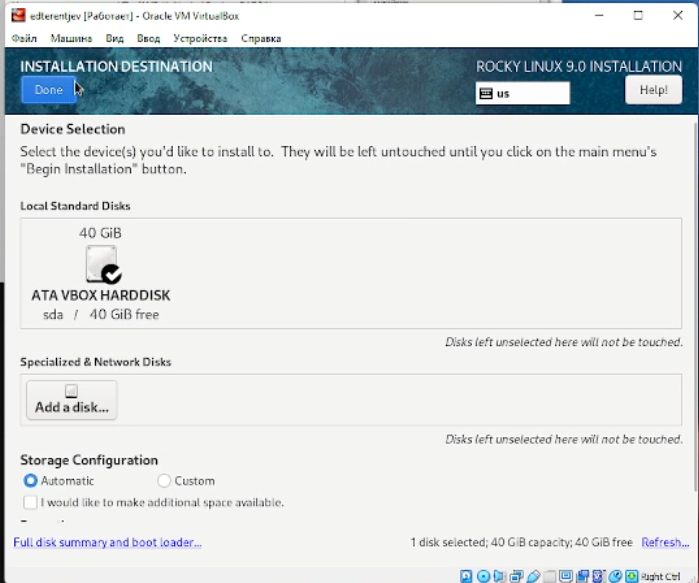 edterentjev [Работает] - Oracle VM VirtualBox
Файл Машина Вид Ввод Устройства Справка
INSTALLATION DESTINATION
ROCKY LINUX 9.0 INSTALLATION
Done
us
Help!
Device Selection
Select the device(s) you'd like to install to. They will be left untouched until you click on the main menu's
"Begin Installation" button.
Local Standard Disks
40 GiB
ATA VBOX HARDDISK
sda / 40 GiB free
Disks left unselected here will not be touched.
Specialized & Network Disks
Add a disk...
Disks left unselected here will not be touched.
Storage Configuration
Automatic
Custom
I would like to make additional space available.
Full disk summary and boot loader...
1 disk selected; 40 GiB capacity; 40 GiB free Refresh...
Right Ctrl